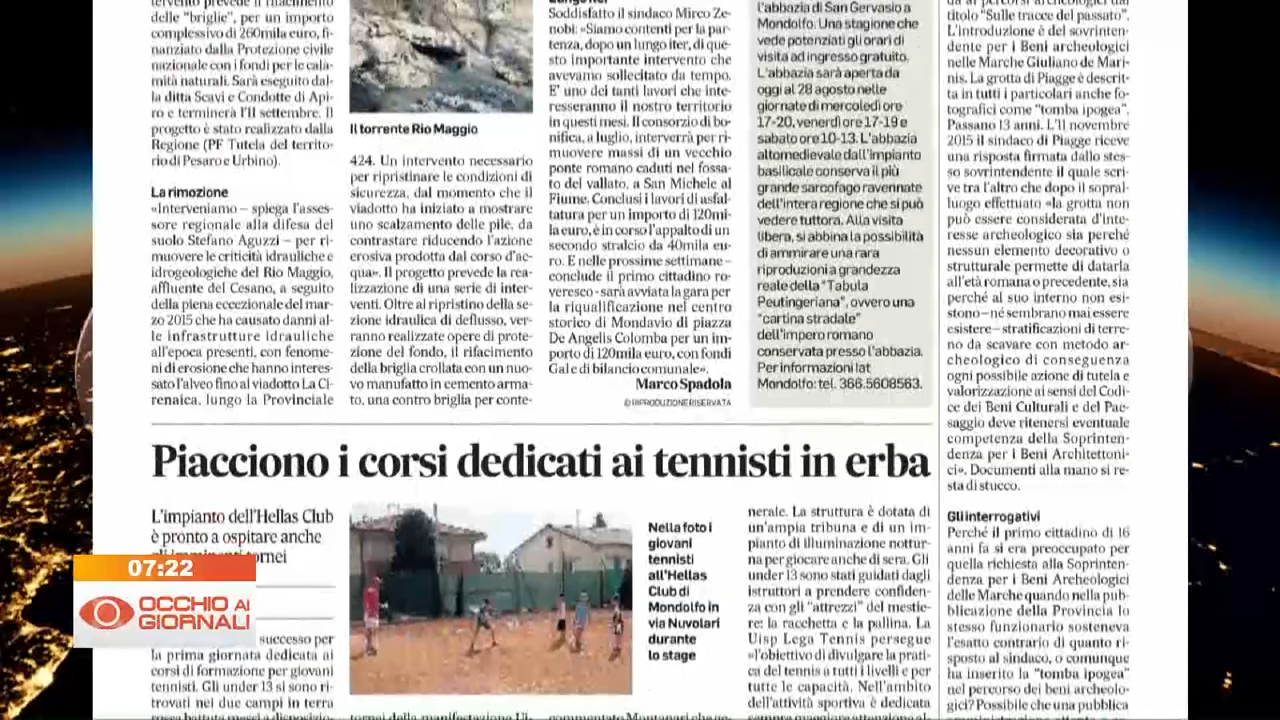 delle "briglie", per un importo
complessivo di 260mila euro, fi-
nanziato dalla Protezione civile
nazionale con i fondi per le cala-
mità naturali. Sarà eseguito dal-
la ditta Scavi e Condotte di Api-
ro e terminerà l'11 settembre. Il
progetto è stato realizzato dalla
Regione (PF Tutela del territo-
rio di Pesaro e Urbino).
La rimozione
«Interveniamo – spiega l'asses-
sore regionale alla difesa del
suolo Stefano Aguzzi – per ri-
muovere le criticità idrauliche e
idrogeologiche del Rio Maggio,
affluente del Cesano, a seguito
della piena eccezionale del mar-
zo 2015 che ha causato danni al-
le infrastrutture idrauliche
all'epoca presenti, con fenome-
ni di erosione che hanno interes-
sato l'alveo fino al viadotto La Ci-
renaica, lungo la Provinciale
Il torrente Rio Maggio
424. Un intervento necessario
per ripristinare le condizioni di
sicurezza, dal momento che il
viadotto ha iniziato a mostrare
uno scalzamento delle pile, da
contrastare riducendo l'azione
erosiva prodotta dal corso d'ac-
qua». Il progetto prevede la rea-
lizzazione di una serie di inter-
venti. Oltre al ripristino della se-
zione idraulica di deflusso, ver-
ranno realizzate opere di prote-
zione del fondo, il rifacimento
della briglia crollata con un nuo-
vo manufatto in cemento arma-
to, una contro briglia per conte-
Soddisfatto il sindaco Mirco Ze-
nobi: «Siamo contenti per la par-
tenza, dopo un lungo iter, di que-
sto importante intervento che
avevamo sollecitato da tempo.
E' uno dei tanti lavori che inte-
resseranno il nostro territorio
in questi mesi. Il consorzio di bo-
nifica, a luglio, interverrà per ri-
muovere massi di un vecchio
ponte romano caduti nel fossa-
to del vallato, a San Michele al
Fiume. Conclusi i lavori di asfal-
tatura per un importo di 120mi-
la euro, è in corso l'appalto di un
secondo stralcio da 40mila eu-
ro. E nelle prossime settimane –
conclude il primo cittadino ro-
veresco - sarà avviata la gara per
la riqualificazione nel centro
storico di Mondavio di piazza
De Angelis Colomba per un im-
porto di 120mila euro, con fondi
Gal e di bilancio comunale».
Marco Spadola
© RIPRODUZIONE RISERVATA
l'abbazia di San Gervasio a
Mondolfo. Una stagione che
vede potenziati gli orari di
visita ad ingresso gratuito.
L'abbazia sarà aperta da
oggi al 28 agosto nelle
giornate di mercoledì ore
17-20, venerdì ore 17-19 e
sabato ore 10-13. L'abbazia
altomedievale dall'impianto
basilicale conserva il più
grande sarcofago ravennate
dell'intera regione che si può
vedere tuttora. Alla visita
libera, si abbina la possibilità
di ammirare una rara
riproduzioni a grandezza
reale della "Tabula
Peutingeriana", ovvero una
"cartina stradale"
dell'impero romano
conservata presso l'abbazia.
Per informazioni Iat
Mondolfo: tel. 366.5608563.
titolo "Sulle tracce del passato".
L'introduzione è del sovrinten-
dente per i Beni archeologici
nelle Marche Giuliano de Mari-
nis. La grotta di Piagge è descrit-
ta in tutti i particolari anche fo-
tografici come "tomba ipogea".
Passano 13 anni. L'11 novembre
2015 il sindaco di Piagge riceve
una risposta firmata dallo stes-
so sovrintendente il quale scri-
ve tra l'altro che dopo il sopral-
luogo effettuato «la grotta non
può essere considerata d'inte-
resse archeologico sia perché
nessun elemento decorativo o
strutturale permette di datarla
all'età romana o precedente, sia
perché al suo interno non esi-
stono – né sembrano mai essere
esistere – stratificazioni di terre-
no da scavare con metodo ar-
cheologico di conseguenza
ogni possibile azione di tutela e
valorizzazione ai sensi del Codi-
ce dei Beni Culturali e del Pae-
saggio deve ritenersi eventuale
competenza della Soprinten-
denza per i Beni Architettoni-
ci». Documenti alla mano si re-
sta di stucco.
Gli interrogativi
Perché il primo cittadino di 16
anni fa si era preoccupato per
quella richiesta alla Soprinten-
denza per i Beni Archeologici
delle Marche quando nella pub-
blicazione della Provincia lo
stesso funzionario sosteneva
l'esatto contrario di quanto ri-
sposto al sindaco, o comunque
ha inserito la "tomba ipogea"
nel percorso dei beni archeolo-
gici? Possibile che una pubblica
Piacciono i corsi dedicati ai tennisti in erba
L'impianto dell'Hellas Club
è pronto a ospitare anche
07:22
OCCHIO AI
GIORNALI
successo per
la prima giornata dedicata ai
corsi di formazione per giovani
tennisti. Gli under 13 si sono ri-
trovati nei due campi in terra
Nella foto i
giovani
tennisti
all'Hellas
Club di
Mondolfo in
via Nuvolari
durante
lo stage
nerale. La struttura è dotata di
un'ampia tribuna e di un im-
pianto di illuminazione nottur-
na per giocare anche di sera. Gli
under 13 sono stati guidati dagli
istruttori a prendere confiden-
za con gli "attrezzi" del mestie-
re: la racchetta e la pallina. La
Uisp Lega Tennis persegue
«l'obiettivo di divulgare la prati-
ca del tennis a tutti i livelli e per
tutte le capacità. Nell'ambito
dell'attività sportiva è dedicata